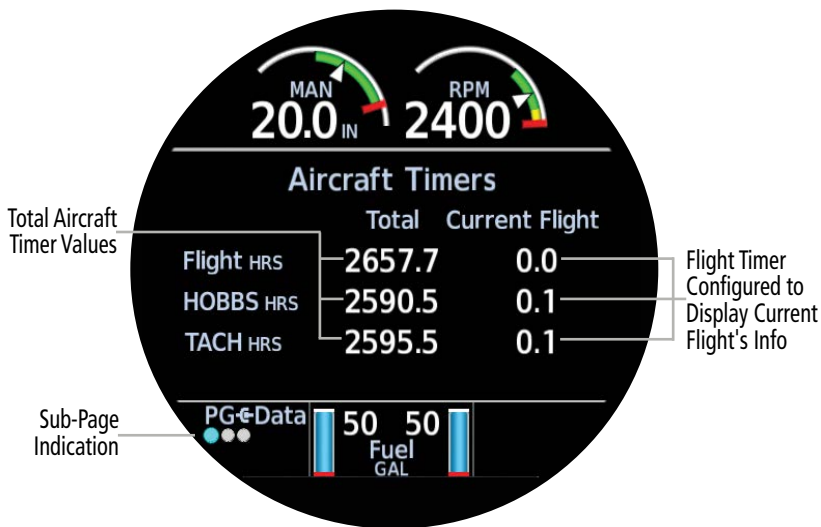 MAN
20.0 IN
RPM
2400
Aircraft Timers
Total Current Flight
Total Aircraft
Timer Values
Flight HRS 2657.7 0.0
HOBBS HRS 2590.5 0.1
TACH HRS 2595.5 0.1
Flight Timer
Configured to
Display Current
Flight's Info
Sub-Page
Indication
PG Data
50 50
Fuel
GAL